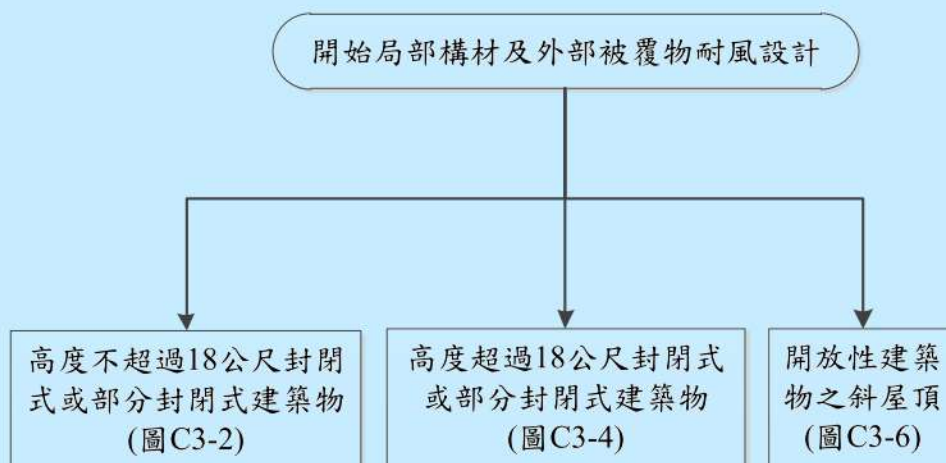 開始局部構材及外部被覆物耐風設計
高度不超過18公尺封閉
式或部分封閉式建築物
(圖C3-2)
高度超過18公尺封閉式
或部分封閉式建築物
(圖C3-4)
開放性建築
物之斜屋頂
(圖C3-6)